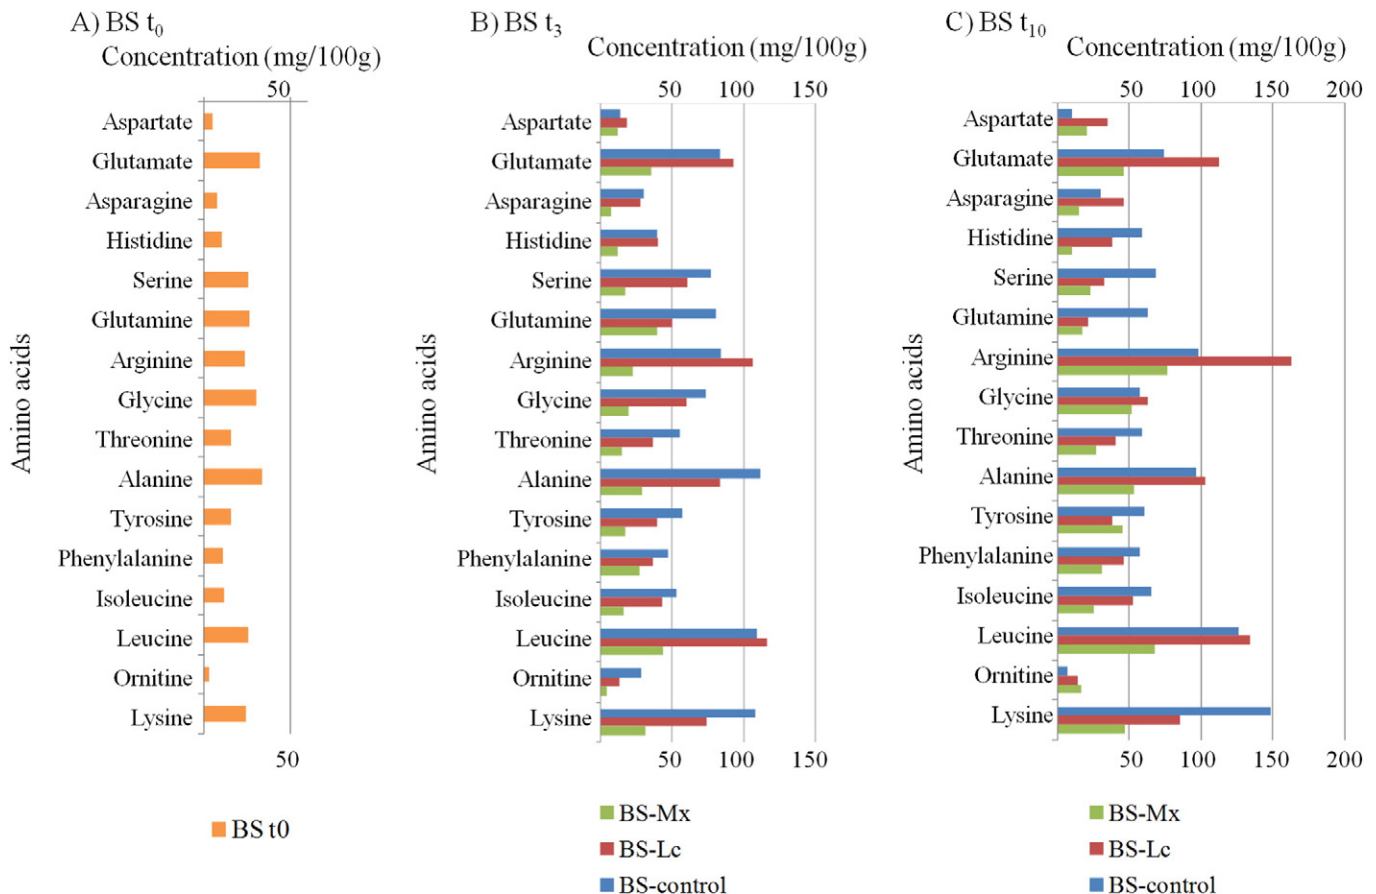 A) BS t0
Concentration (mg/100g)
50
Amino acids
Aspartate
Glutamate
Asparagine
Histidine
Serine
Glutamine
Arginine
Glycine
Threonine
Alanine
Tyrosine
Phenylalanine
Isoleucine
Leucine
Ornitine
Lysine
50
BS t0
B) BS t3
Concentration (mg/100g)
50 100 150
Amino acids
Aspartate
Glutamate
Asparagine
Histidine
Serine
Glutamine
Arginine
Glycine
Threonine
Alanine
Tyrosine
Phenylalanine
Isoleucine
Leucine
Ornitine
Lysine
50 100 150
BS-Mx
BS-Lc
BS-control
C) BS t10
Concentration (mg/100g)
50 100 150 200
Amino acids
Aspartate
Glutamate
Asparagine
Histidine
Serine
Glutamine
Arginine
Glycine
Threonine
Alanine
Tyrosine
Phenylalanine
Isoleucine
Leucine
Ornitine
Lysine
50 100 150 200
BS-Mx
BS-Lc
BS-control